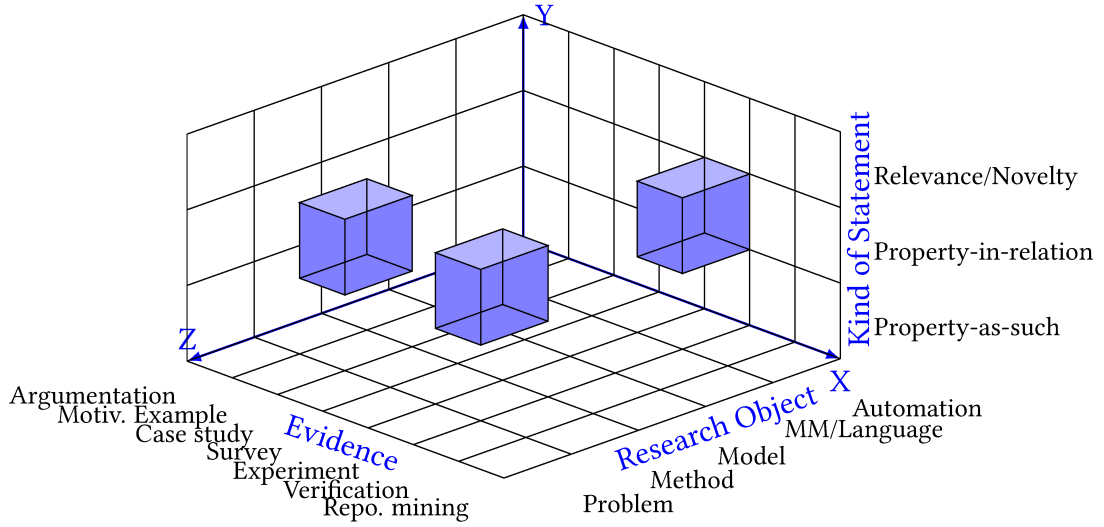 Y
Kind of Statement
Relevance/Novelty
Property-in-relation
Property-as-such
Z
X
Argumentation
Motiv. Example
Case study
Survey
Experiment
Verification
Repo. mining
Evidence
Research Object
Automation
MM/Language
Model
Method
Problem